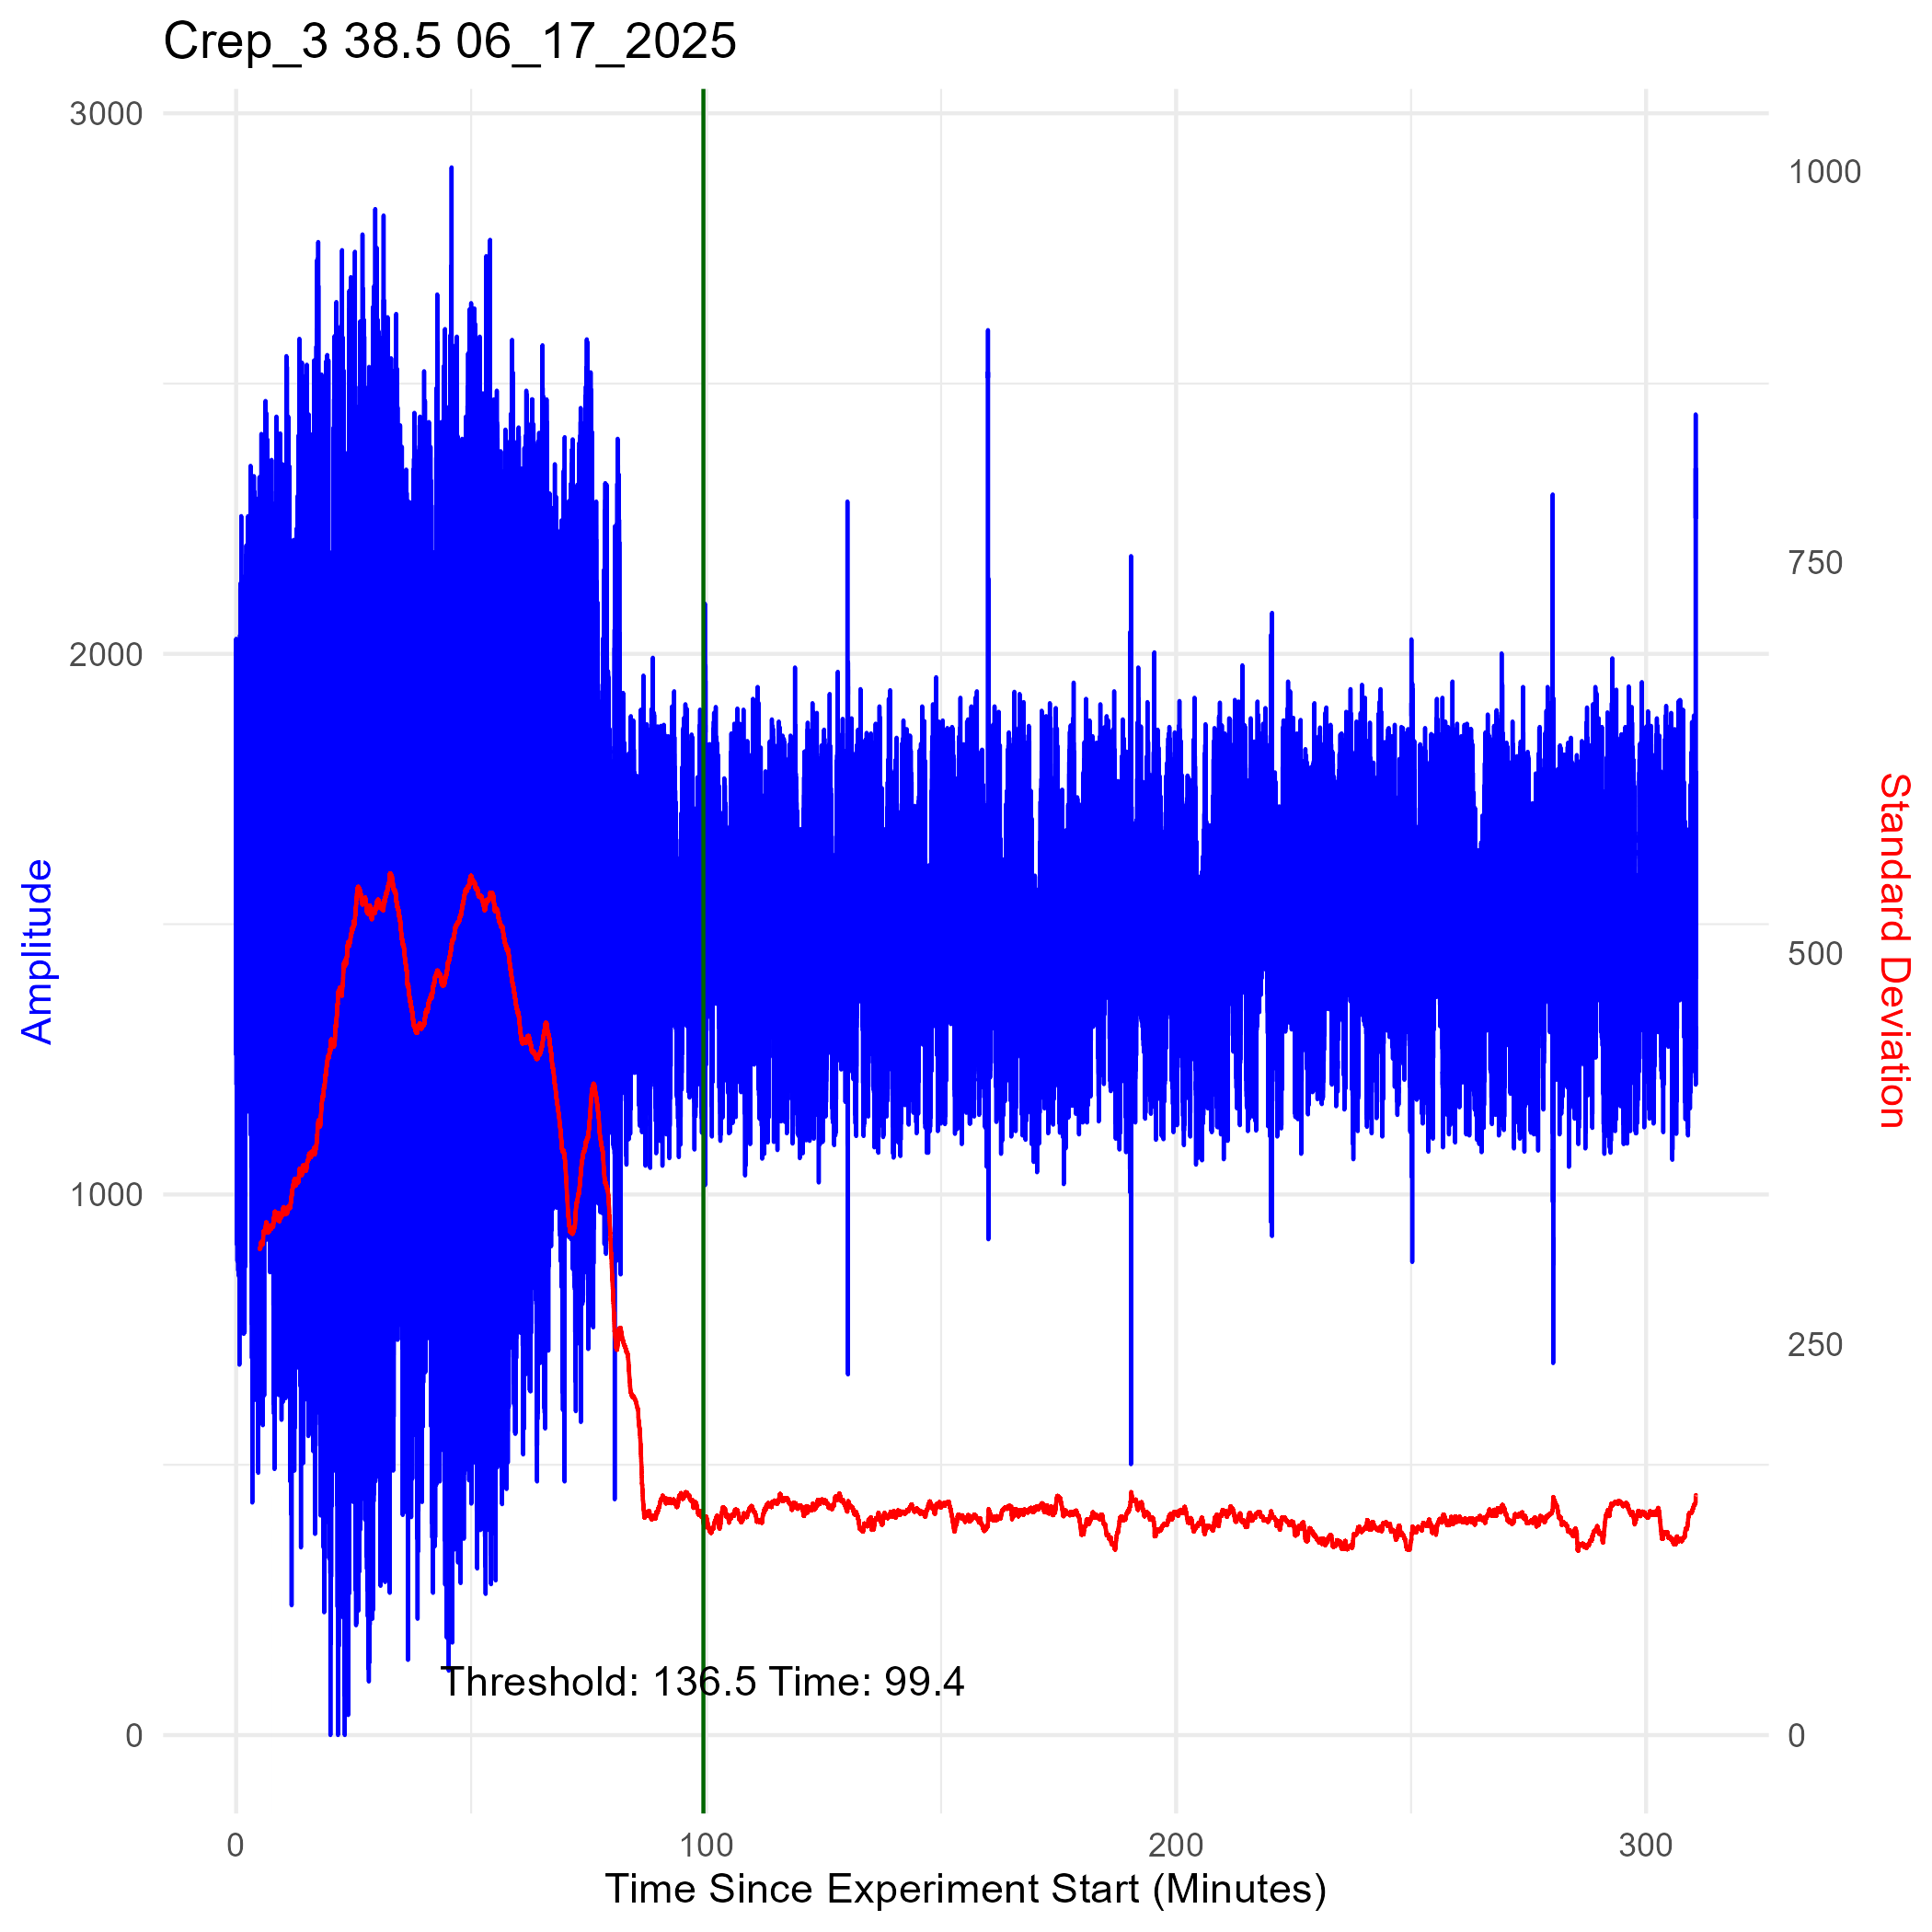 Crep_3 38.5 06_17_2025
3000
2000
1000
0
Amplitude
1000
750
500
250
0
Standard Deviation
Threshold: 136.5 Time: 99.4
0
100
200
300
Time Since Experiment Start (Minutes)